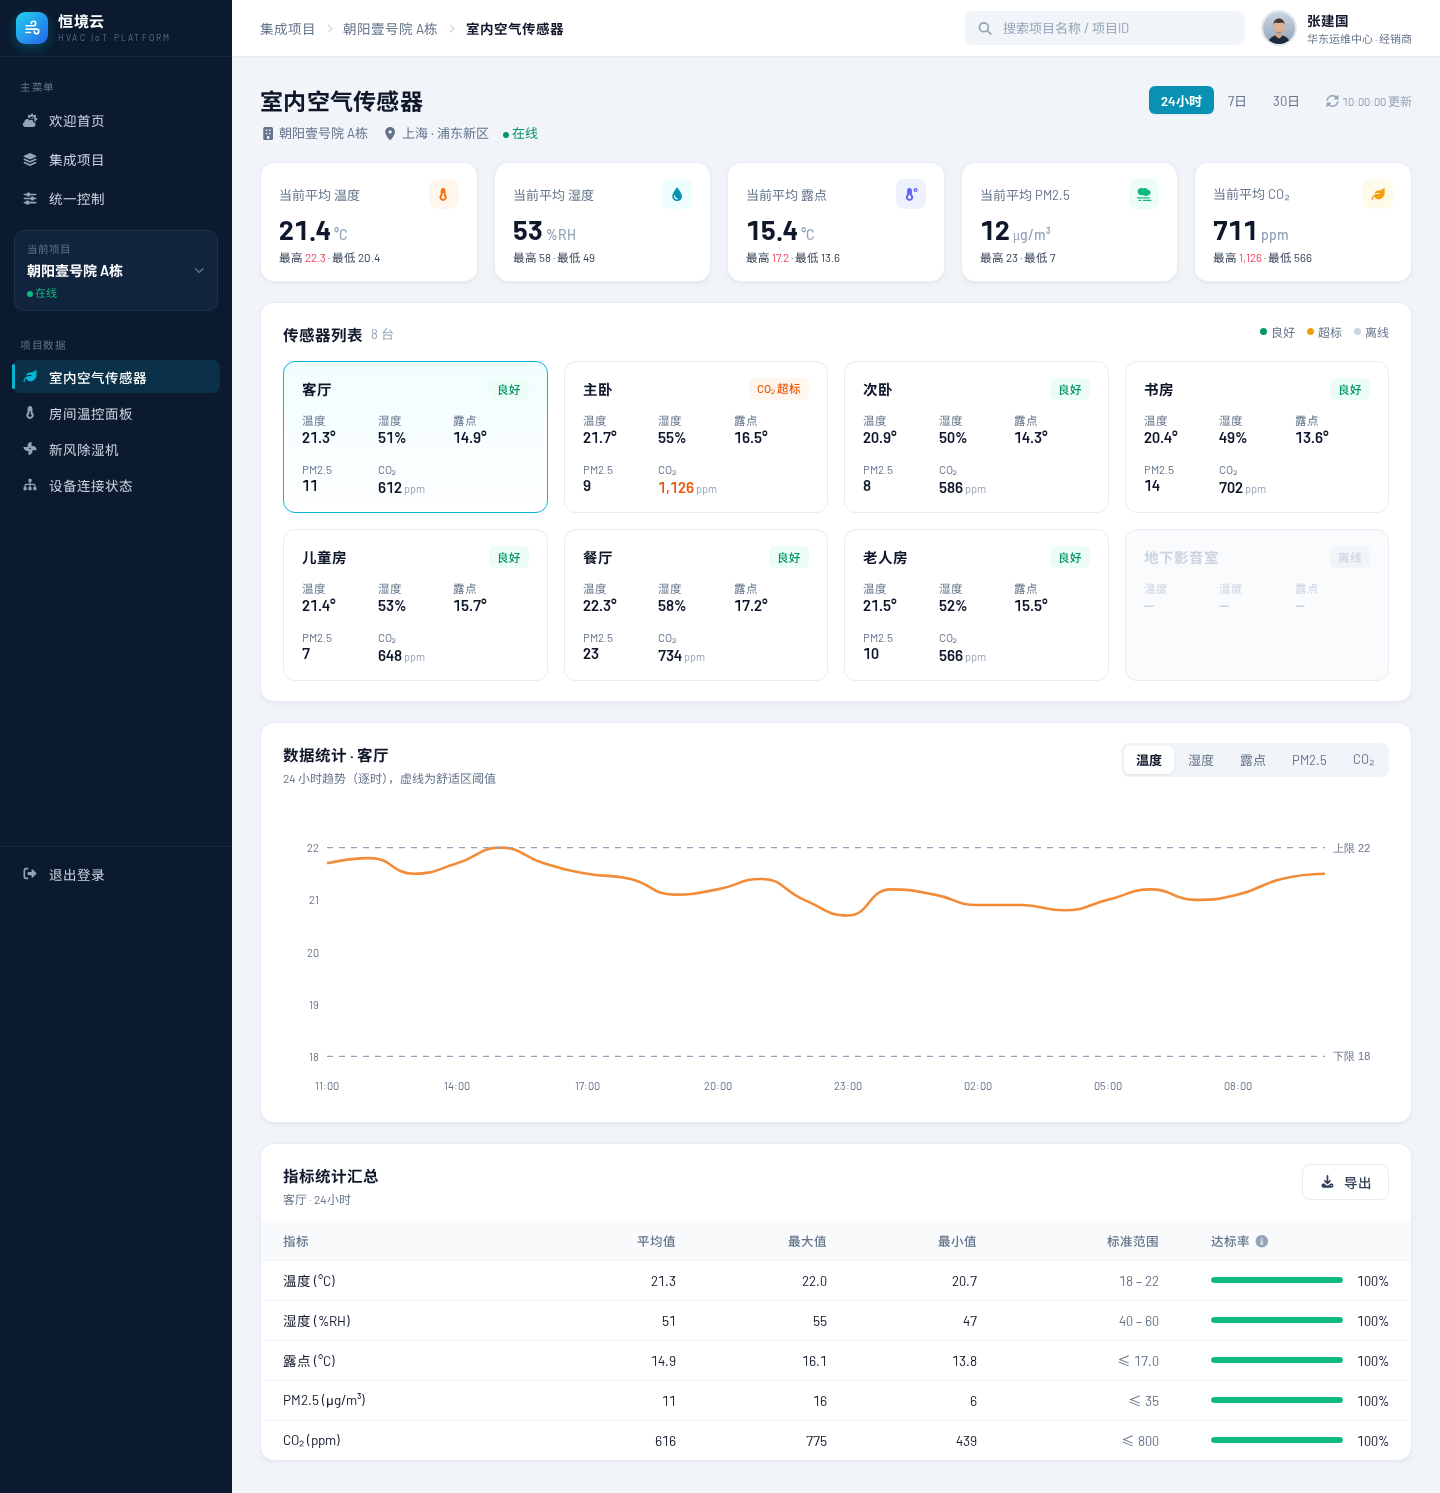 恒境云
HVAC IoT PLATFORM
主菜单
欢迎首页
集成项目
统一控制
当前项目
朝阳壹号院 A栋
在线
项目数据
室内空气传感器
房间温控面板
新风除湿机
设备连接状态
退出登录
集成项目 朝阳壹号院 A栋 室内空气传感器
搜索项目名称 / 项目ID
张建国
华东运维中心 · 经销商
室内空气传感器
24小时 7日 30日 10:00:00 更新
朝阳壹号院 A栋 上海 · 浦东新区 在线
当前平均 温度
21.4 °C
最高 22.3 · 最低 20.4
当前平均 湿度
53 %RH
最高 58 · 最低 49
当前平均 露点
15.4 °C
最高 17.2 · 最低 13.6
当前平均 PM2.5
12 μg/m³
最高 23 · 最低 7
当前平均 CO₂
711 ppm
最高 1,126 · 最低 566
传感器列表 8 台
良好 超标 离线
客厅 良好
温度 湿度 露点
21.3° 51% 14.9°
PM2.5 CO₂
11 612 ppm
主卧 CO₂ 超标
温度 湿度 露点
21.7° 55% 16.5°
PM2.5 CO₂
9 1,126 ppm
次卧 良好
温度 湿度 露点
20.9° 50% 14.3°
PM2.5 CO₂
8 586 ppm
书房 良好
温度 湿度 露点
20.4° 49% 13.6°
PM2.5 CO₂
14 702 ppm
儿童房 良好
温度 湿度 露点
21.4° 53% 15.7°
PM2.5 CO₂
7 648 ppm
餐厅 良好
温度 湿度 露点
22.3° 58% 17.2°
PM2.5 CO₂
23 734 ppm
老人房 良好
温度 湿度 露点
21.5° 52% 15.5°
PM2.5 CO₂
10 566 ppm
地下影音室 离线
温度 湿度 露点
— — —
数据统计 · 客厅
24 小时趋势（逐时），虚线为舒适区阈值
温度 湿度 露点 PM2.5 CO₂
22 上限 22
21
20
19
18 下限 18
11:00 14:00 17:00 20:00 23:00 02:00 05:00 08:00
指标统计汇总
客厅 · 24小时
导出
指标 平均值 最大值 最小值 标准范围 达标率
温度 (°C) 21.3 22.0 20.7 18 – 22 100%
湿度 (%RH) 51 55 47 40 – 60 100%
露点 (°C) 14.9 16.1 13.8 ≤ 17.0 100%
PM2.5 (μg/m³) 11 16 6 ≤ 35 100%
CO₂ (ppm) 616 775 439 ≤ 800 100%